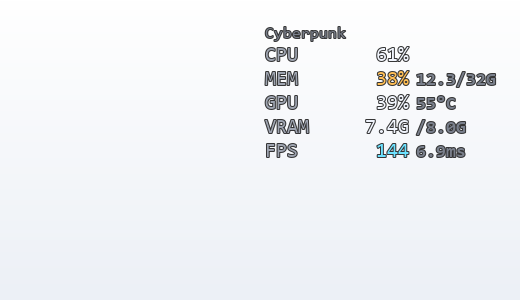 Cyberpunk
CPU 61%
MEM 38% 12.3/32G
GPU 39% 55°C
VRAM 7.4G /8.0G
FPS 144 6.9ms